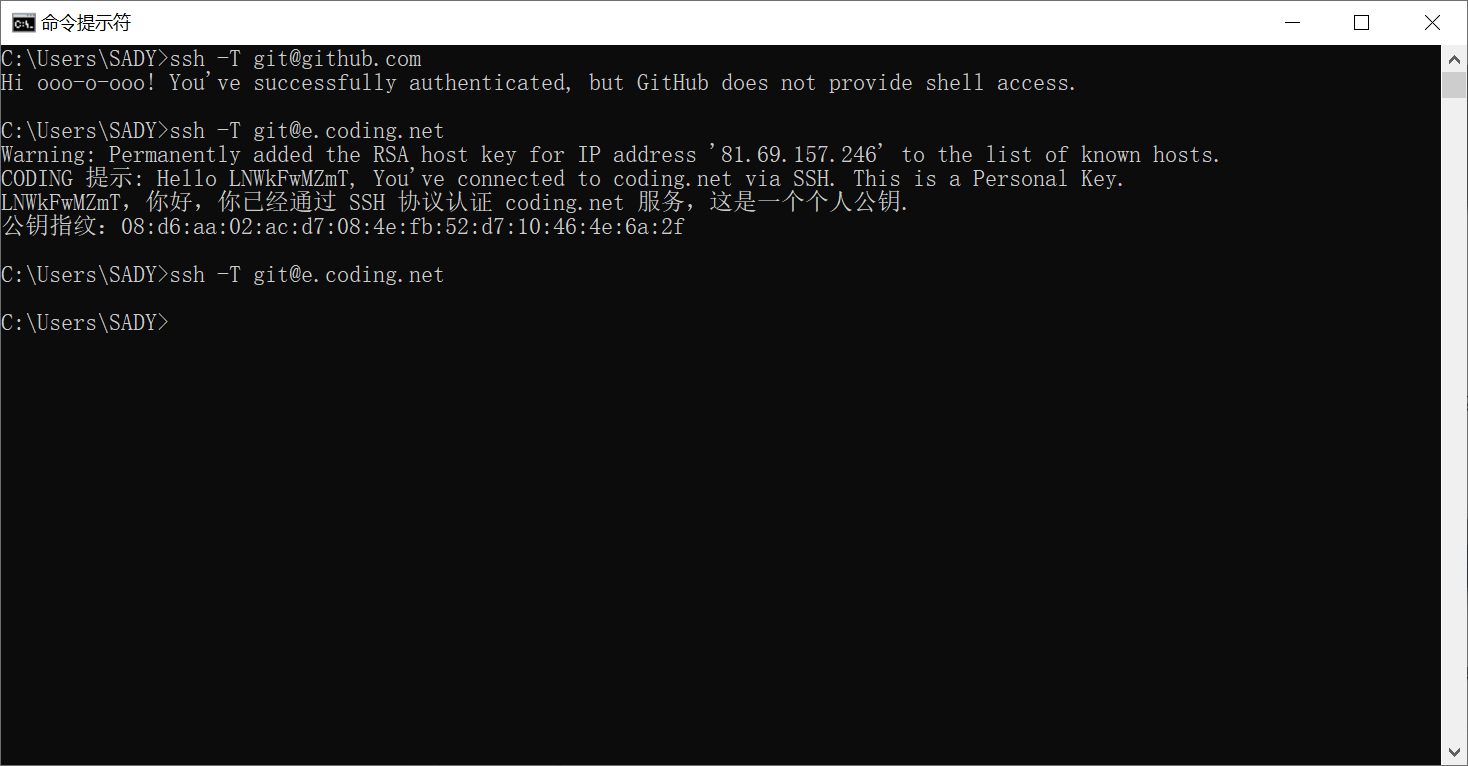 命令提示符
C:\Users\SADY>ssh -T git@github.com
Hi ooo-o-ooo! You've successfully authenticated, but GitHub does not provide shell access.
C:\Users\SADY>ssh -T git@e.coding.net
Warning: Permanently added the RSA host key for IP address '81.69.157.246' to the list of known hosts.
CODING 提示: Hello LNWkFwMZmT, You've connected to coding.net via SSH. This is a Personal Key.
LNWkFwMZmT，你好，你已经通过 SSH 协议认证 coding.net 服务，这是一个个人公钥.
公钥指纹：08:d6:aa:02:ac:d7:08:4e:fb:52:d7:10:46:4e:6a:2f
C:\Users\SADY>ssh -T git@e.coding.net
C:\Users\SADY>